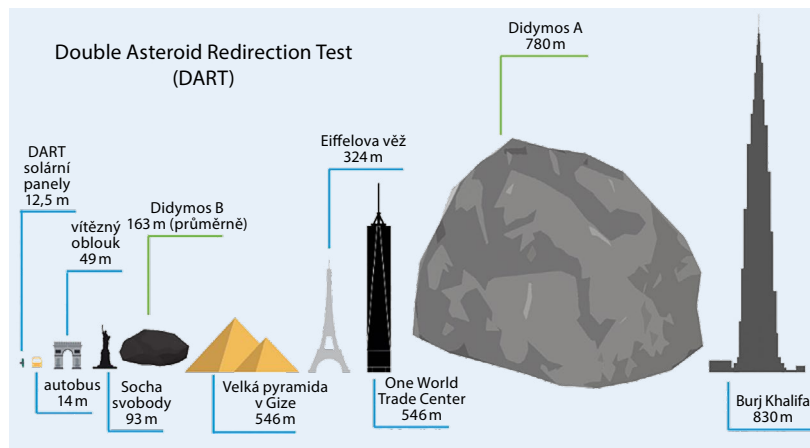 Double Asteroid Redirection Test
(DART)
Didymos A
780 m
Eiffelova věž
324 m
DART
solární
panely
12,5 m
Didymos B
163 m (průměrně)
vítězný
oblouk
49 m
autobus
14 m
Socha
svobody
93 m
Velká pyramida
v Gize
546 m
One World
Trade Center
546 m
Burj Khalifa
830 m